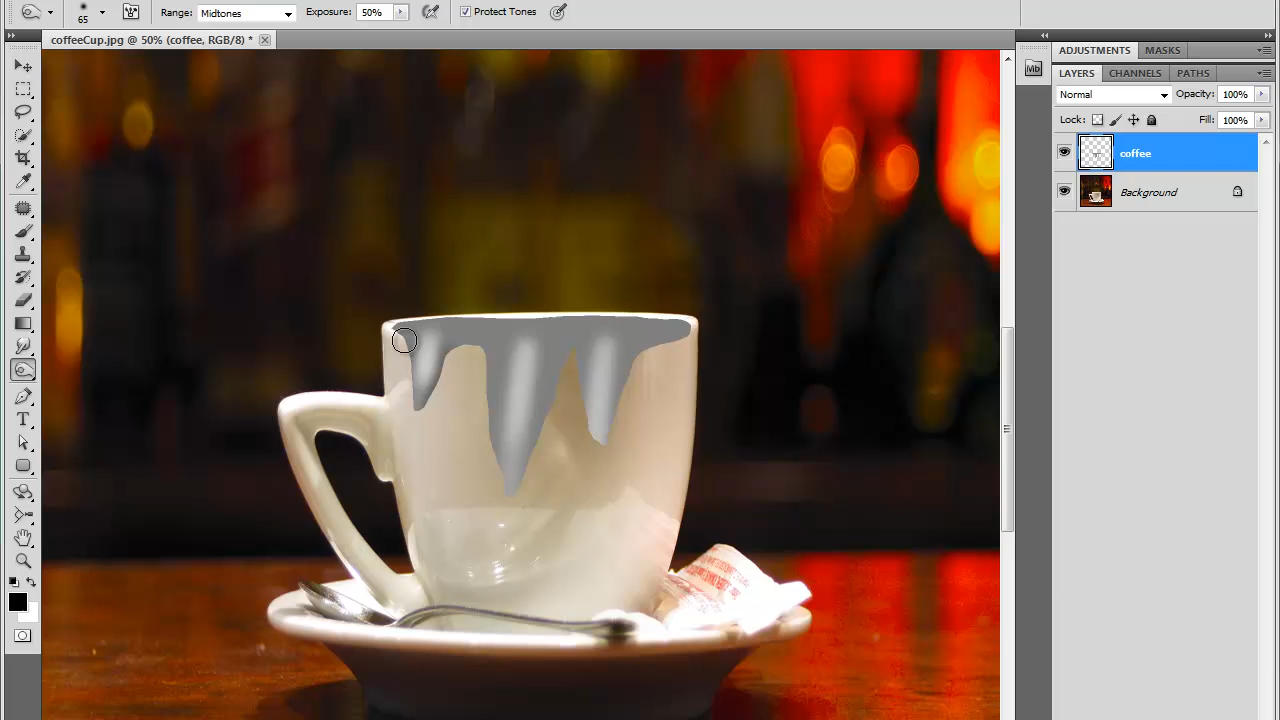 65
Range: Midtones
Exposure: 50%
Protect Tones
coffeeCup.jpg @ 50% (coffee, RGB/8) *
Mb
ADJUSTMENTS MASKS
LAYERS CHANNELS PATHS
Normal Opacity: 100%
Lock: Fill: 100%
coffee
Background
T